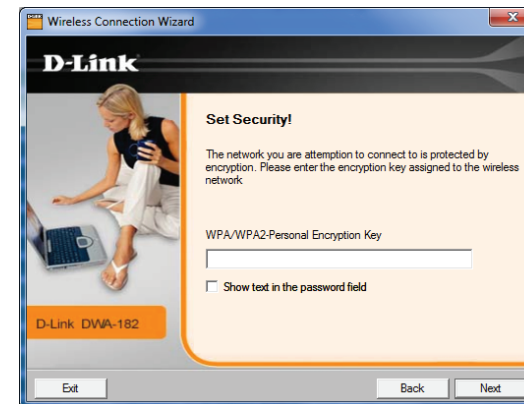 Wireless Connection Wizard
D-Link
Set Security!
The network you are attemption to connect to is protected by
encryption. Please enter the encryption key assigned to the wireless
network
WPA/WPA2-Personal Encryption Key
Show text in the password field
D-Link DWA-182
Exit
Back
Next